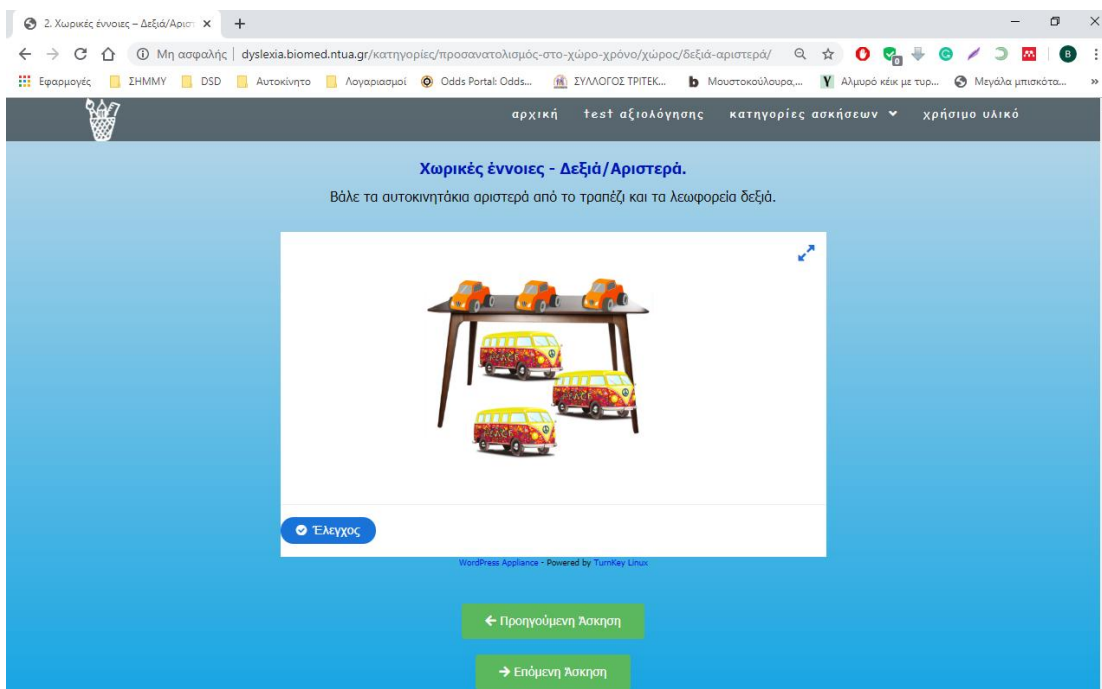 2. Χωρικές έννοιες – Δεξιά/Αριστ
Μη ασφαλής | dyslexia.biomed.ntua.gr/κατηγορίες/προσανατολισμός-στο-χώρο-χρόνο/χώρος/δεξιά-αριστερά/
Εφαρμογές ΣΗΜΜΥ DSD Αυτοκίνητο Λογαριασμοί Odds Portal: Odds... ΣΥΛΛΟΓΟΣ ΤΡΙΤΕΚ... Μουστοκούλουρα,... Αλμυρό κέικ με τυρ... Μεγάλα μπισκότα... »
αρχική test αξιολόγησης κατηγορίες ασκήσεων χρήσιμο υλικό
Χωρικές έννοιες - Δεξιά/Αριστερά.
Βάλε τα αυτοκινητάκια αριστερά από το τραπέζι και τα λεωφορεία δεξιά.
PEACE
PEACE
PEACE
Έλεγχος
WordPress Appliance - Powered by TurnKey Linux
Προηγούμενη Άσκηση
Επόμενη Άσκηση